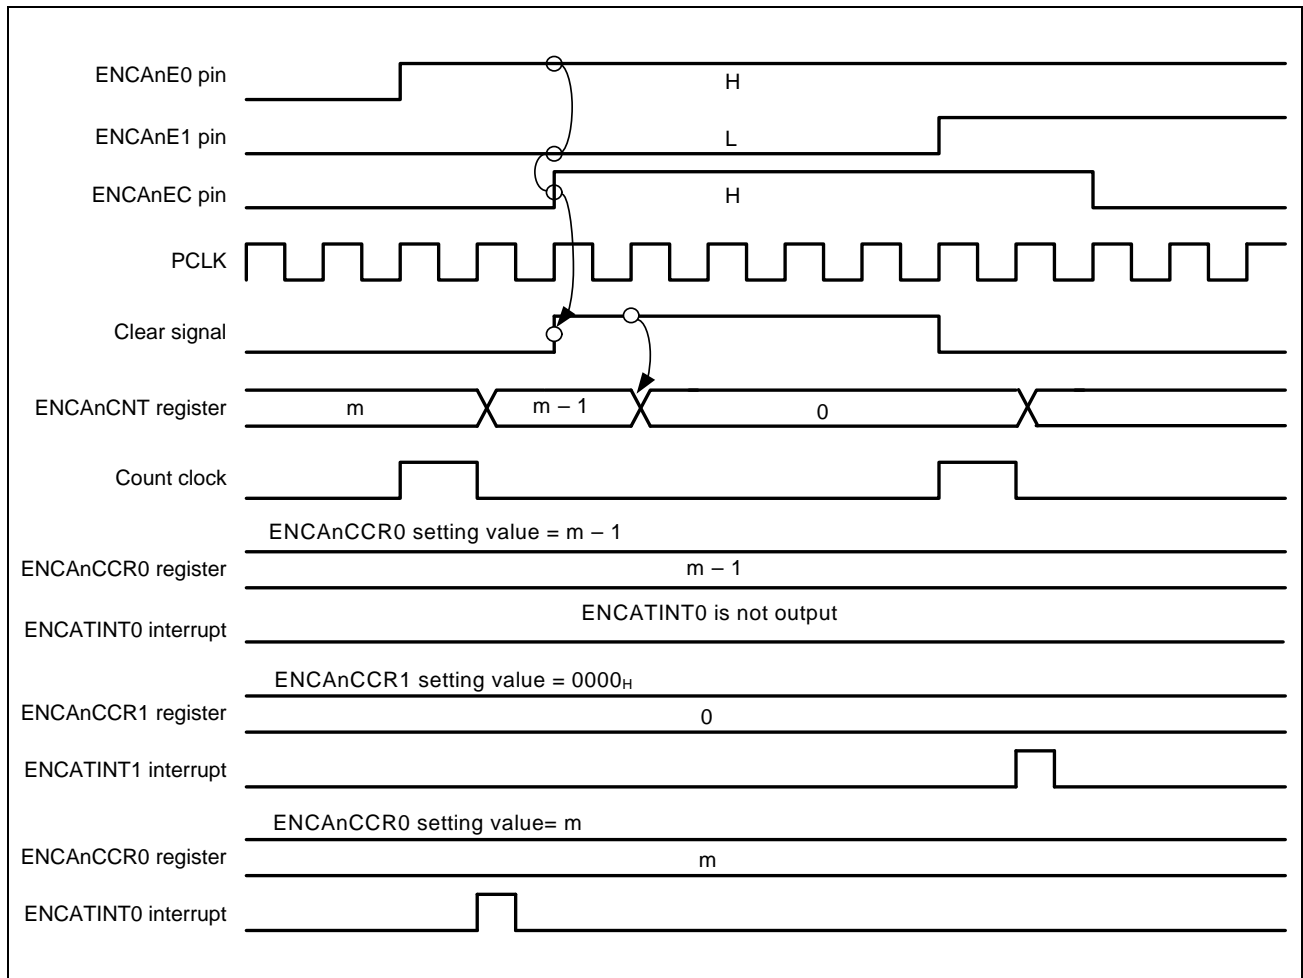 ENCAnE0 pin
H
ENCAnE1 pin
L
ENCAnEC pin
H
PCLK
Clear signal
ENCAnCNT register
m
m – 1
0
Count clock
ENCAnCCR0 setting value = m – 1
ENCAnCCR0 register
m – 1
ENCATINT0 is not output
ENCATINT0 interrupt
ENCAnCCR1 setting value = 0000H
ENCAnCCR1 register
0
ENCATINT1 interrupt
ENCAnCCR0 setting value= m
ENCAnCCR0 register
m
ENCATINT0 interrupt